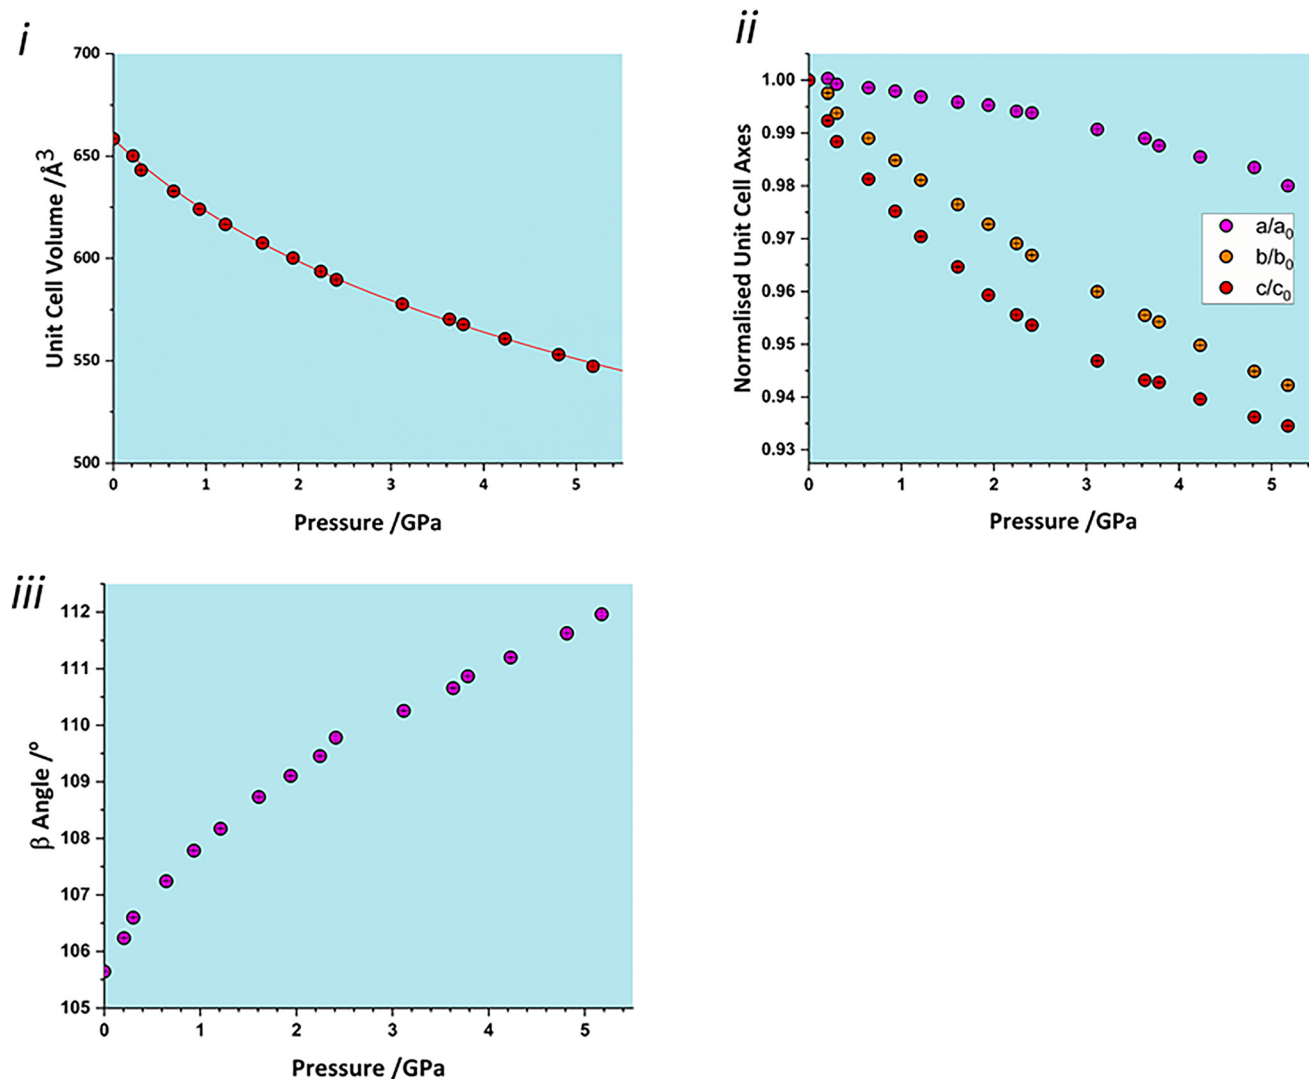 i
700
650
600
550
500
Unit Cell Volume /Å3
0 1 2 3 4 5
Pressure /GPa
ii
1.00
0.99
0.98
0.97
0.96
0.95
0.94
0.93
Normalised Unit Cell Axes
a/a0
b/b0
c/c0
0 1 2 3 4 5
Pressure /GPa
iii
112
111
110
109
108
107
106
105
β Angle /º
0 1 2 3 4 5
Pressure /GPa